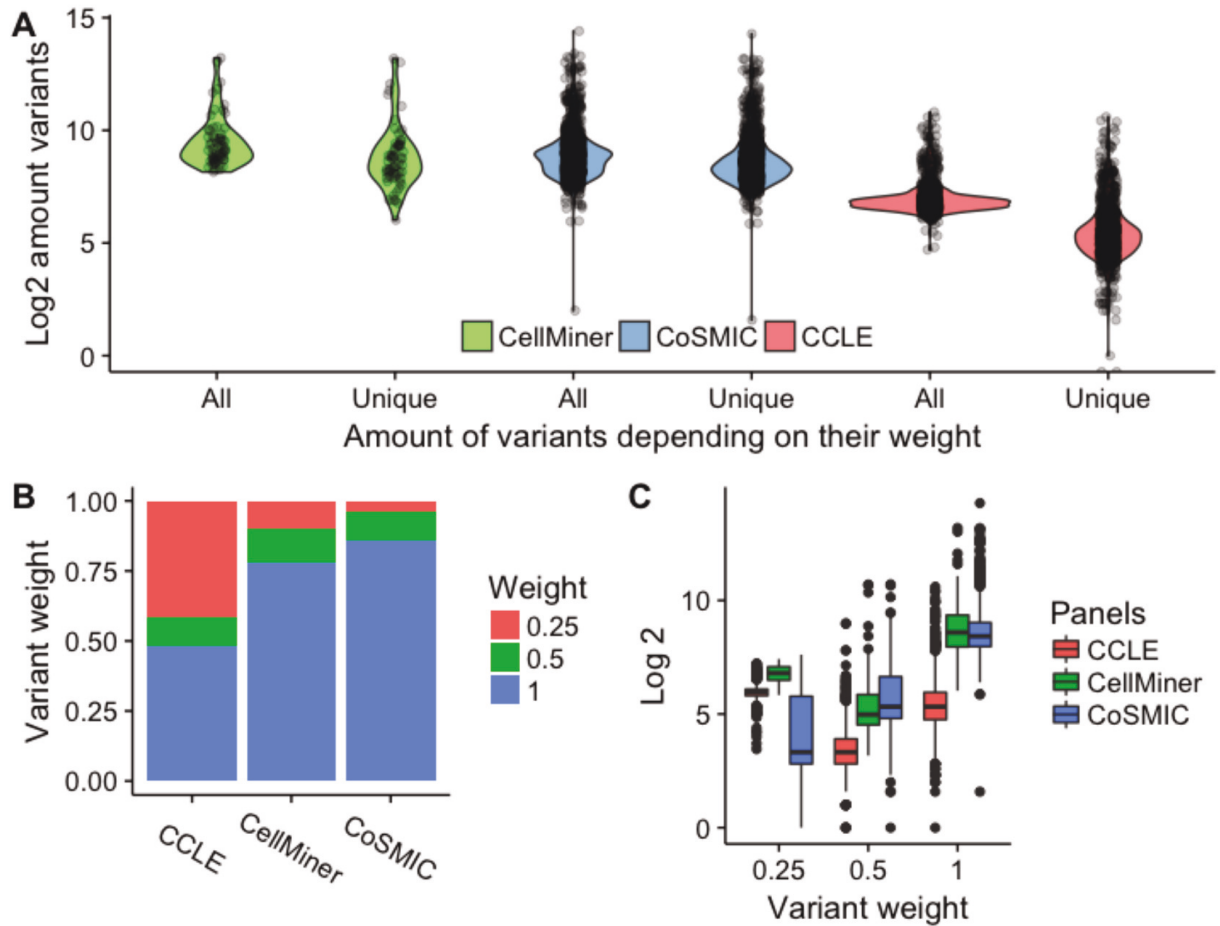 A
15
10
5
0
Log2 amount variants
CellMiner CoSMIC CCLE
All Unique All Unique All Unique
Amount of variants depending on their weight
B
1.00
0.75
0.50
0.25
0.00
Variant weight
CCLE CellMiner CoSMIC
Weight
0.25
0.5
1
C
10
5
0
Log 2
0.25 0.5 1
Variant weight
Panels
CCLE
CellMiner
CoSMIC